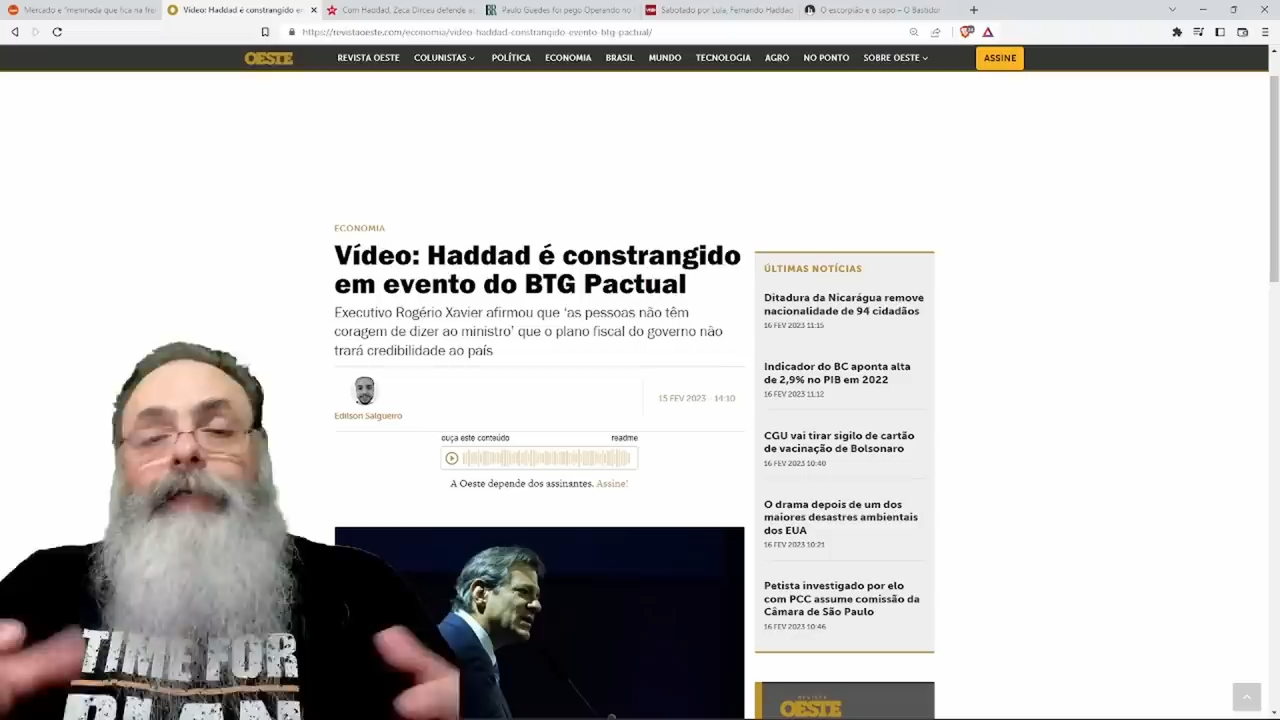 Mercado e "meninada que fica na fre
Vídeo: Haddad é constrangido e
Com Haddad, Zeca Dirceu defende a
Paulo Guedes foi pego Operando no
Sabotado por Lula, Fernando Haddad
O escorpião e o sapo – O Bastidor
https://revistaoeste.com/economia/video-haddad-constrangido-evento-btg-pactual/
OESTE
REVISTA OESTE COLUNISTAS POLÍTICA ECONOMIA BRASIL MUNDO TECNOLOGIA AGRO NO PONTO SOBRE OESTE
ASSINE
ECONOMIA
Vídeo: Haddad é constrangido
em evento do BTG Pactual
Executivo Rogério Xavier afirmou que ‘as pessoas não têm
coragem de dizer ao ministro’ que o plano fiscal do governo não
trará credibilidade ao país
Edilson Salgueiro
15 FEV 2023 - 14:10
ouça este conteúdo
readme
A Oeste depende dos assinantes. Assine!
ÚLTIMAS NOTÍCIAS
Ditadura da Nicarágua remove
nacionalidade de 94 cidadãos
16 FEV 2023 11:15
Indicador do BC aponta alta
de 2,9% no PIB em 2022
16 FEV 2023 11:12
CGU vai tirar sigilo de cartão
de vacinação de Bolsonaro
16 FEV 2023 10:40
O drama depois de um dos
maiores desastres ambientais
dos EUA
16 FEV 2023 10:21
Petista investigado por elo
com PCC assume comissão da
Câmara de São Paulo
16 FEV 2023 10:46
REVISTA
OESTE
TIME FOR
PLAN